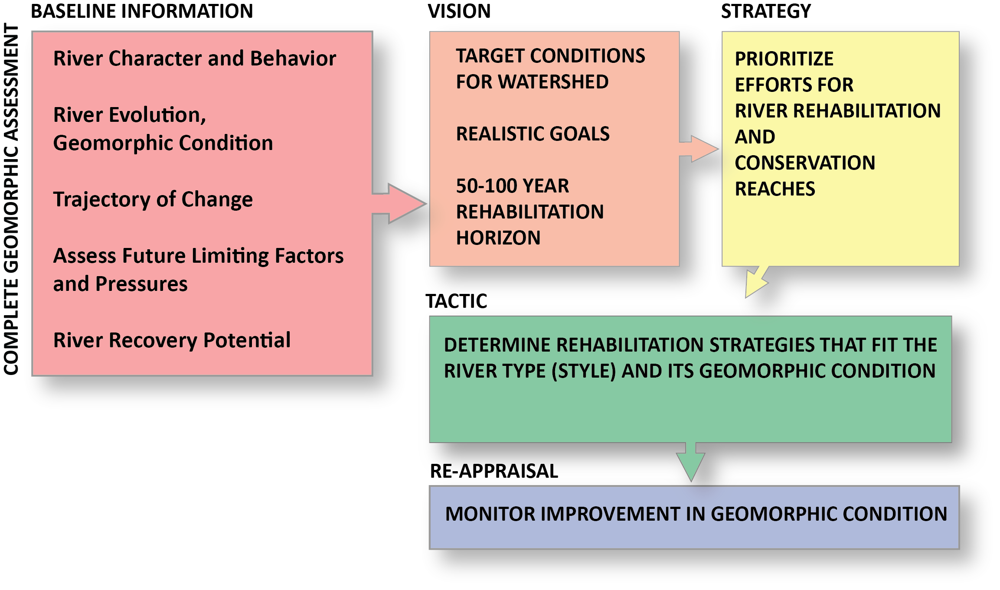 COMPLETE GEOMORPHIC ASSESSMENT
BASELINE INFORMATION
River Character and Behavior
River Evolution,
Geomorphic Condition
Trajectory of Change
Assess Future Limiting Factors
and Pressures
River Recovery Potential
VISION
TARGET CONDITIONS
FOR WATERSHED
REALISTIC GOALS
50-100 YEAR
REHABILITATION
HORIZON
STRATEGY
PRIORITIZE
EFFORTS FOR
RIVER REHABILITATION
AND
CONSERVATION
REACHES
TACTIC
DETERMINE REHABILITATION STRATEGIES THAT FIT THE
RIVER TYPE (STYLE) AND ITS GEOMORPHIC CONDITION
RE-APPRAISAL
MONITOR IMPROVEMENT IN GEOMORPHIC CONDITION